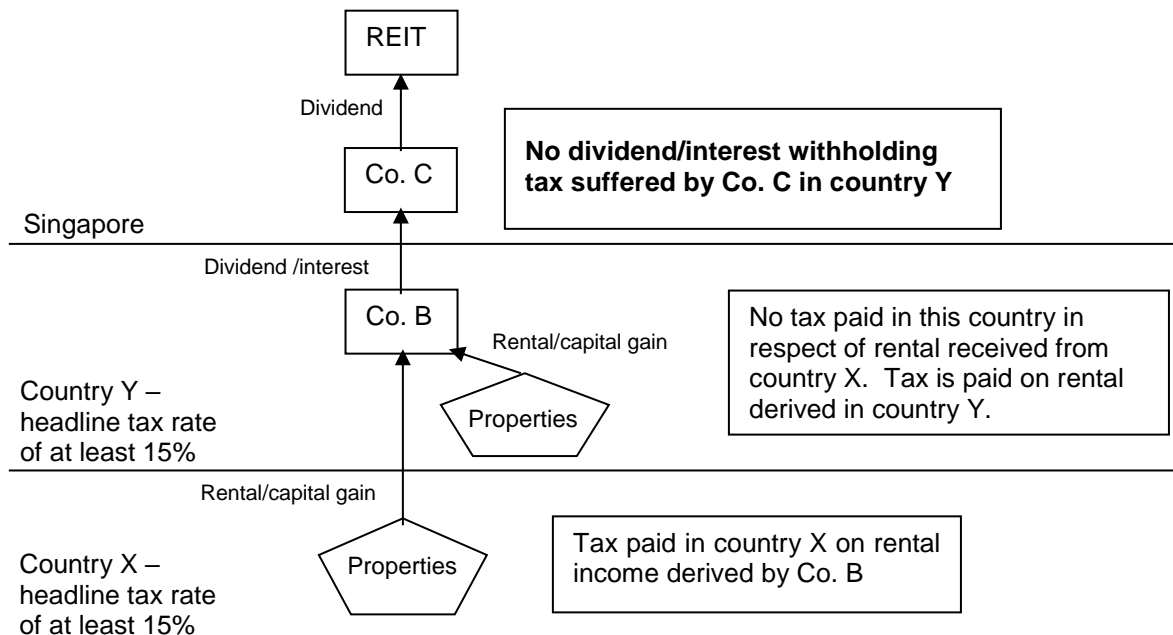 REIT
Dividend
No dividend/interest withholding
tax suffered by Co. C in country Y
Co. C
Singapore
Dividend /interest
Co. B
Rental/capital gain
No tax paid in this country in
respect of rental received from
country X.  Tax is paid on rental
derived in country Y.
Country Y –
headline tax rate
of at least 15%
Properties
Rental/capital gain
Country X –
headline tax rate
of at least 15%
Properties
Tax paid in country X on rental
income derived by Co. B